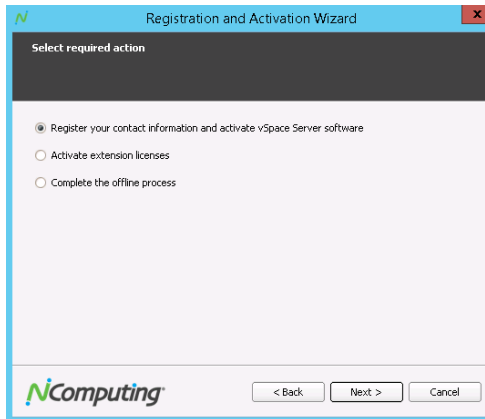 Registration and Activation Wizard
Select required action
Register your contact information and activate vSpace Server software
Activate extension licenses
Complete the offline process
NComputing
< Back Next > Cancel